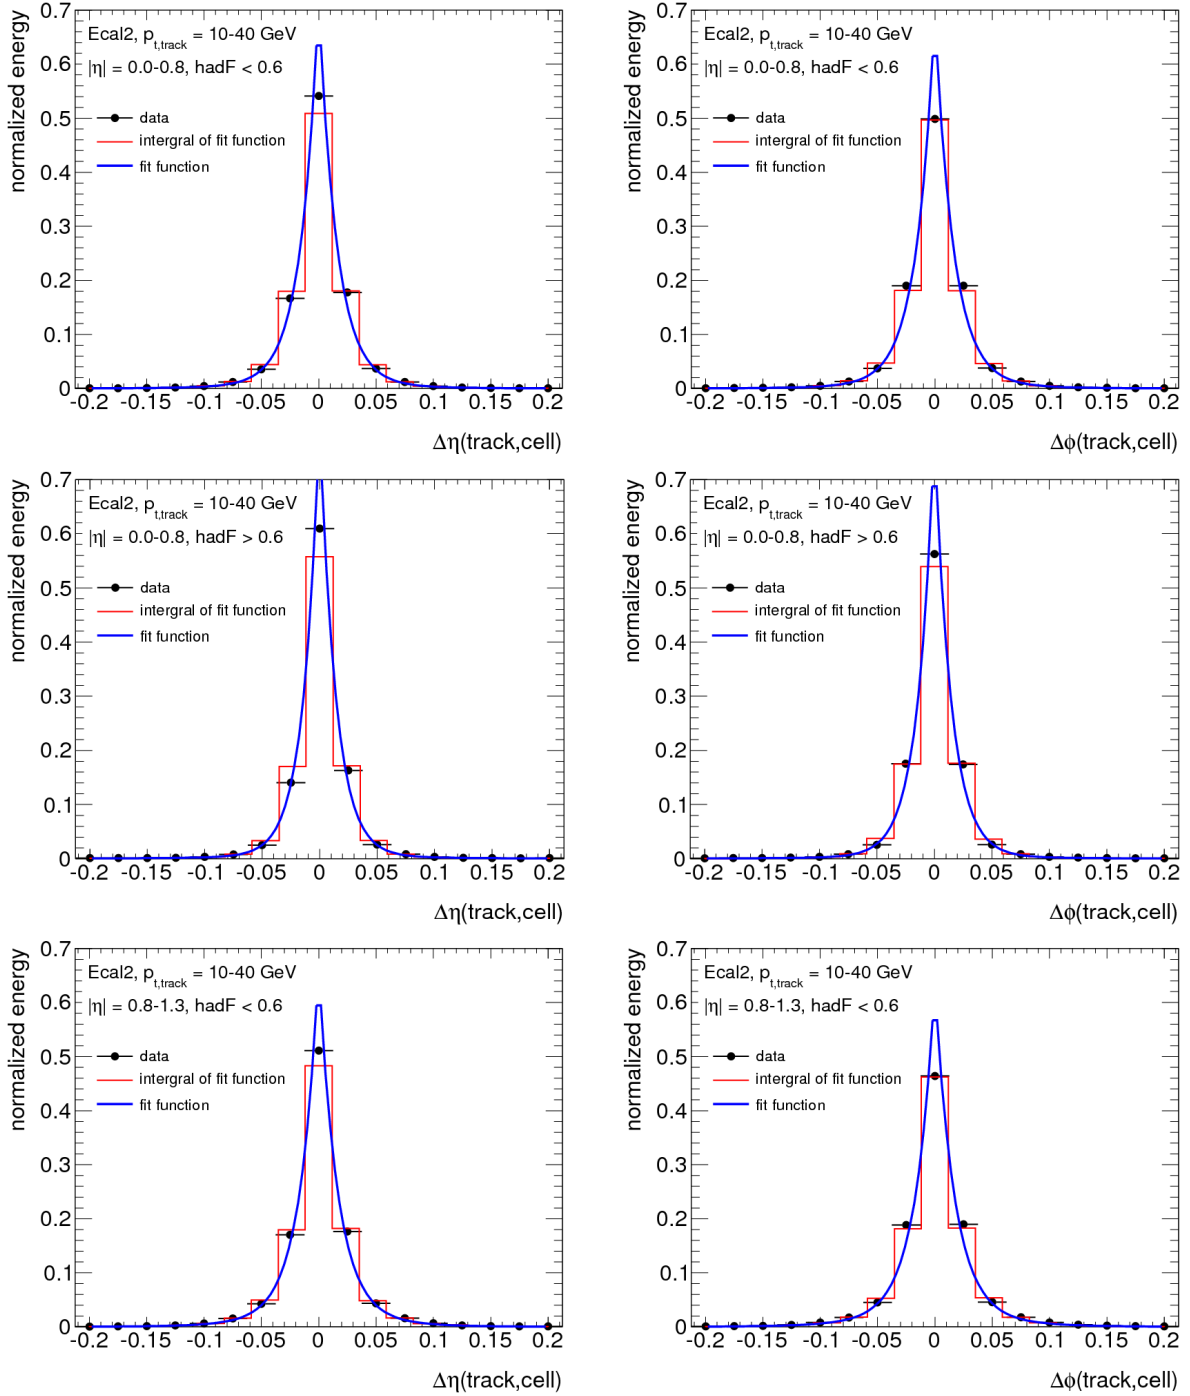 normalized energy
0.7
0.6
0.5
0.4
0.3
0.2
0.1
0
Ecal2, pt,track = 10-40 GeV
|η| = 0.0-0.8, hadF < 0.6
data
intergral of fit function
fit function
-0.2 -0.15 -0.1 -0.05 0 0.05 0.1 0.15 0.2
Δη(track,cell)
normalized energy
0.7
0.6
0.5
0.4
0.3
0.2
0.1
0
Ecal2, pt,track = 10-40 GeV
|η| = 0.0-0.8, hadF < 0.6
data
intergral of fit function
fit function
-0.2 -0.15 -0.1 -0.05 0 0.05 0.1 0.15 0.2
Δϕ(track,cell)
normalized energy
0.7
0.6
0.5
0.4
0.3
0.2
0.1
0
Ecal2, pt,track = 10-40 GeV
|η| = 0.0-0.8, hadF > 0.6
data
intergral of fit function
fit function
-0.2 -0.15 -0.1 -0.05 0 0.05 0.1 0.15 0.2
Δη(track,cell)
normalized energy
0.7
0.6
0.5
0.4
0.3
0.2
0.1
0
Ecal2, pt,track = 10-40 GeV
|η| = 0.0-0.8, hadF > 0.6
data
intergral of fit function
fit function
-0.2 -0.15 -0.1 -0.05 0 0.05 0.1 0.15 0.2
Δϕ(track,cell)
normalized energy
0.7
0.6
0.5
0.4
0.3
0.2
0.1
0
Ecal2, pt,track = 10-40 GeV
|η| = 0.8-1.3, hadF < 0.6
data
intergral of fit function
fit function
-0.2 -0.15 -0.1 -0.05 0 0.05 0.1 0.15 0.2
Δη(track,cell)
normalized energy
0.7
0.6
0.5
0.4
0.3
0.2
0.1
0
Ecal2, pt,track = 10-40 GeV
|η| = 0.8-1.3, hadF < 0.6
data
intergral of fit function
fit function
-0.2 -0.15 -0.1 -0.05 0 0.05 0.1 0.15 0.2
Δϕ(track,cell)